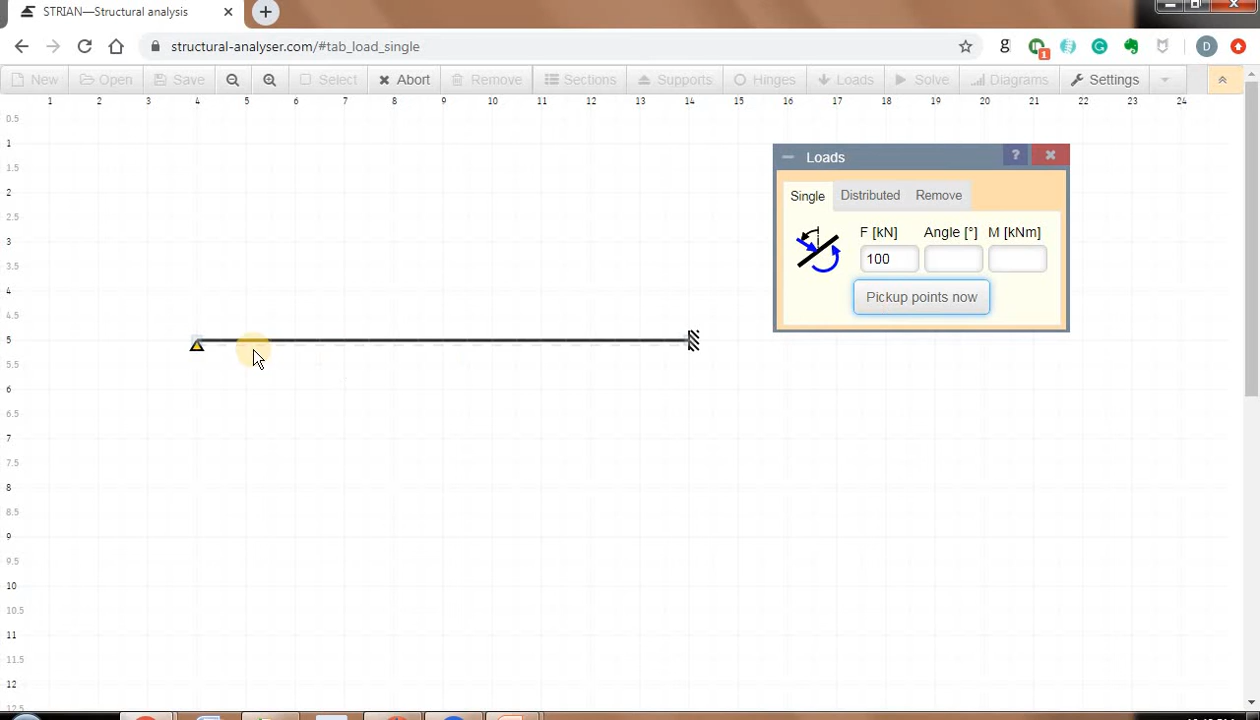 STRIAN—Structural analysis
structural-analyser.com/#tab_load_single
g 1 D
New Open Save Select Abort Remove Sections Supports Hinges Loads Solve Diagrams Settings
1 2 3 4 5 6 7 8 9 10 11 12 13 14 15 16 17 18 19 20 21 22 23 24
0.5
1
1.5
2
2.5
3
3.5
4
4.5
5
5.5
6
6.5
7
7.5
8
8.5
9
9.5
10
10.5
11
11.5
12
12.5
Loads ?
Single Distributed Remove
F [kN] Angle [°] M [kNm]
100
Pickup points now